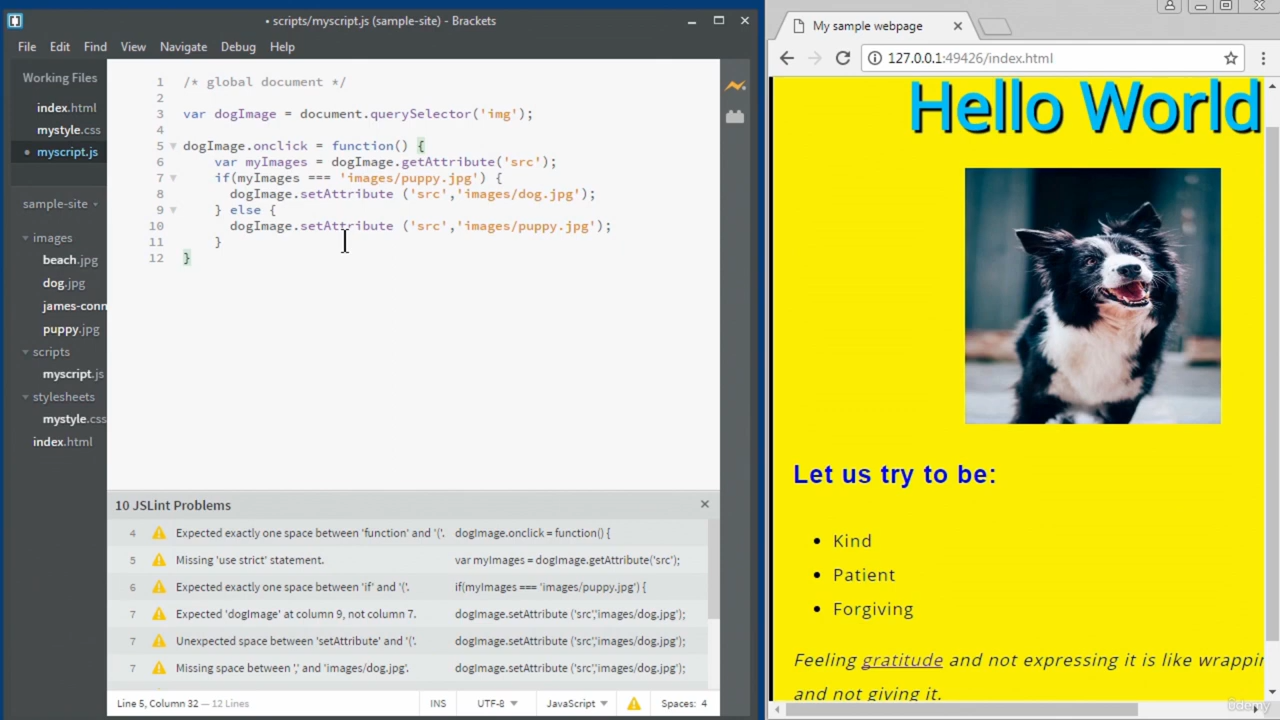 • scripts/myscript.js (sample-site) - Brackets
File Edit Find View Navigate Debug Help
Working Files
index.html
mystyle.css
• myscript.js
sample-site
images
beach.jpg
dog.jpg
james-conn
puppy.jpg
scripts
myscript.js
stylesheets
mystyle.css
index.html
1 /* global document */
2
3 var dogImage = document.querySelector('img');
4
5 dogImage.onclick = function() {
6 var myImages = dogImage.getAttribute('src');
7 if(myImages === 'images/puppy.jpg') {
8 dogImage.setAttribute ('src','images/dog.jpg');
9 } else {
10 dogImage.setAttribute ('src','images/puppy.jpg');
11 }
12 }
10 JSLint Problems
4 Expected exactly one space between 'function' and '('. dogImage.onclick = function() {
5 Missing 'use strict' statement. var myImages = dogImage.getAttribute('src');
6 Expected exactly one space between 'if' and '('. if(myImages === 'images/puppy.jpg') {
7 Expected 'dogImage' at column 9, not column 7. dogImage.setAttribute ('src','images/dog.jpg');
7 Unexpected space between 'setAttribute' and '('. dogImage.setAttribute ('src','images/dog.jpg');
7 Missing space between ',' and 'images/dog.jpg'. dogImage.setAttribute ('src','images/dog.jpg');
Line 5, Column 32 — 12 Lines INS UTF-8 JavaScript Spaces: 4
My sample webpage
127.0.0.1:49426/index.html
Hello World
Let us try to be:
• Kind
• Patient
• Forgiving
Feeling gratitude and not expressing it is like wrappin
and not giving it.
ûdemy